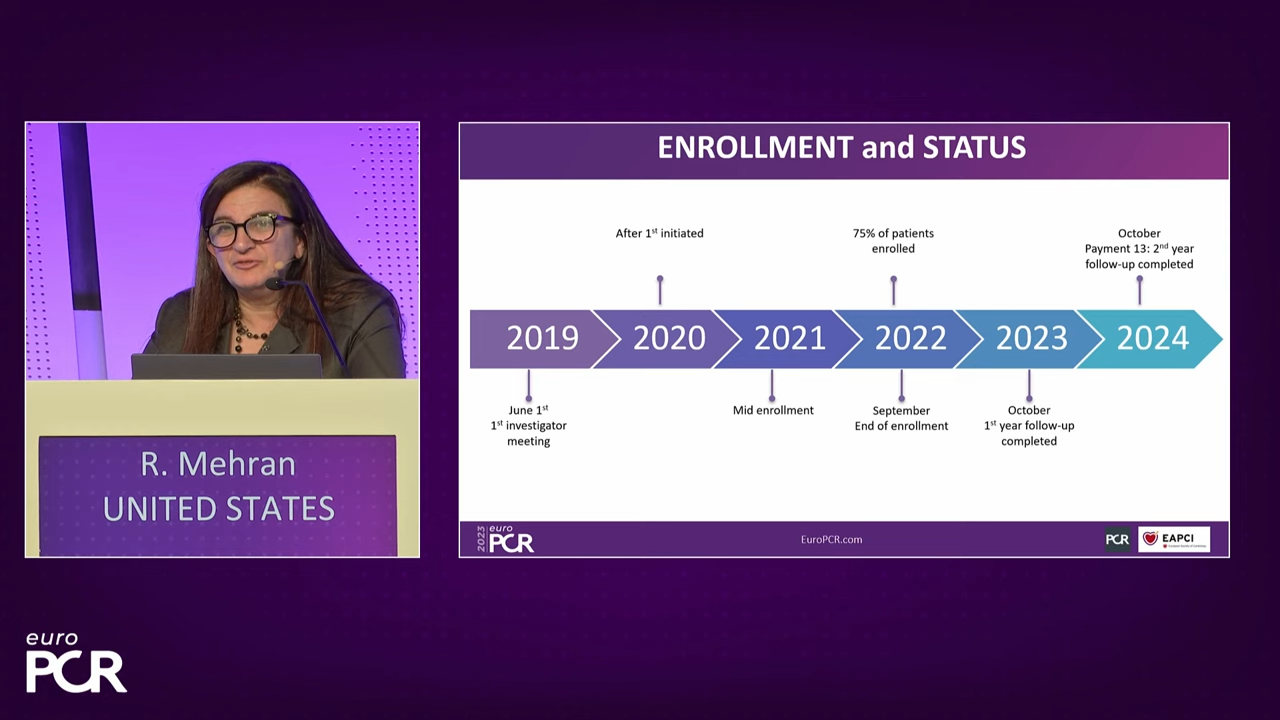 ENROLLMENT and STATUS
After 1st initiated
75% of patients
enrolled
October
Payment 13: 2nd year
follow-up completed
2019
2020
2021
2022
2023
2024
June 1st
1st investigator
meeting
Mid enrollment
September
End of enrollment
October
1st year follow-up
completed
2023
euro
PCR
EuroPCR.com
PCR
EAPCI
R. Mehran
UNITED STATES
euro
PCR